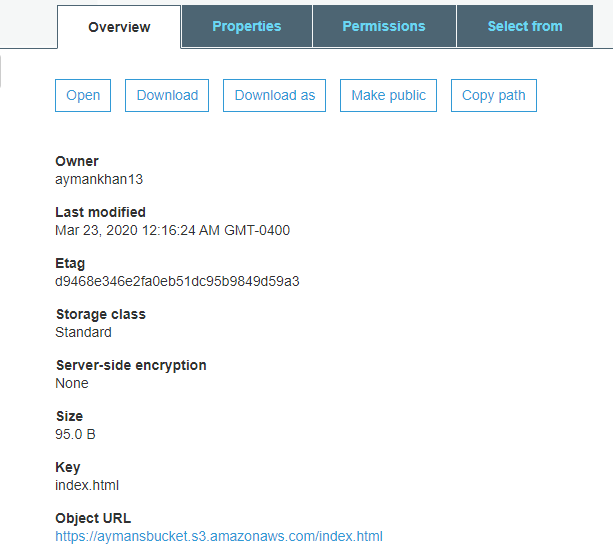 Overview Properties Permissions Select from
Open Download Download as Make public Copy path
Owner
aymankhan13
Last modified
Mar 23, 2020 12:16:24 AM GMT-0400
Etag
d9468e346e2fa0eb51dc95b9849d59a3
Storage class
Standard
Server-side encryption
None
Size
95.0 B
Key
index.html
Object URL
https://aymansbucket.s3.amazonaws.com/index.html